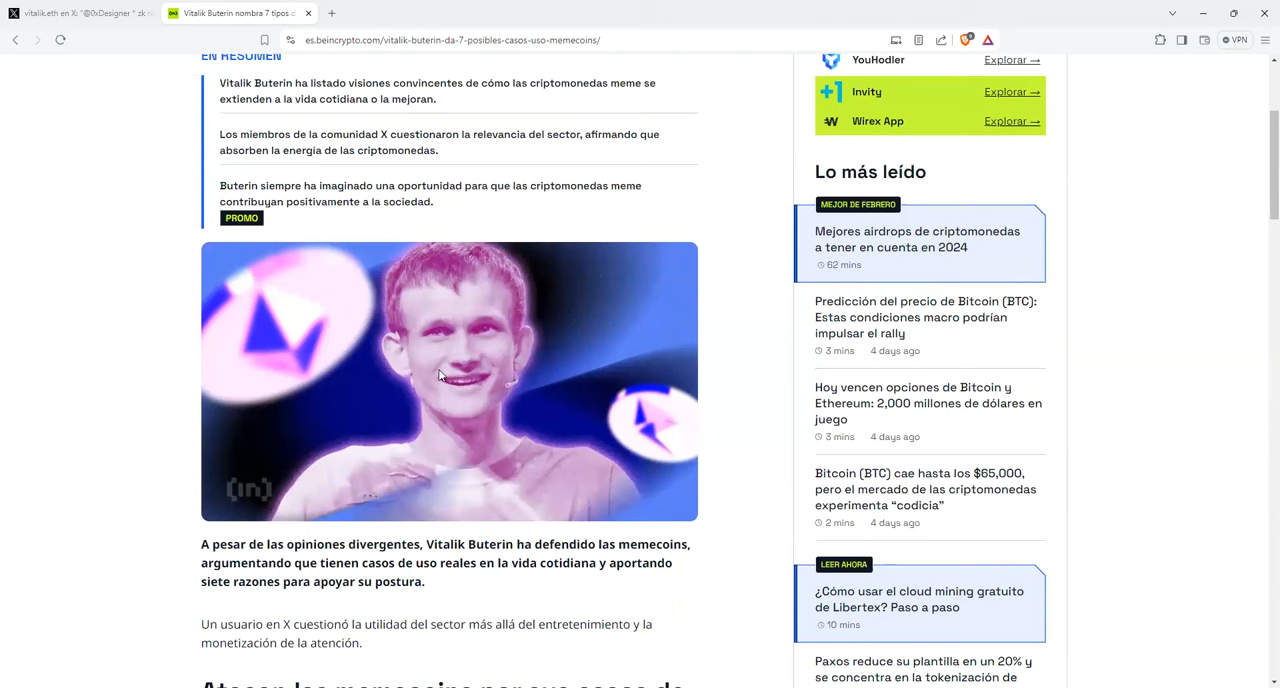 vitalik.eth en X: "@0xDesigner * zk
Vitalik Buterin nombra 7 tipos d
es.beincrypto.com/vitalik-buterin-da-7-posibles-casos-uso-memecoins/
VPN
EN RESUMEN
Vitalik Buterin ha listado visiones convincentes de cómo las criptomonedas meme se
extienden a la vida cotidiana o la mejoran.
Los miembros de la comunidad X cuestionaron la relevancia del sector, afirmando que
absorben la energía de las criptomonedas.
Buterin siempre ha imaginado una oportunidad para que las criptomonedas meme
contribuyan positivamente a la sociedad.
PROMO
(in)
A pesar de las opiniones divergentes, Vitalik Buterin ha defendido las memecoins,
argumentando que tienen casos de uso reales en la vida cotidiana y aportando
siete razones para apoyar su postura.
Un usuario en X cuestionó la utilidad del sector más allá del entretenimiento y la
monetización de la atención.
Atacan las memecoins por sus casos de
YouHodler Explorar →
Invity Explorar →
Wirex App Explorar →
Lo más leído
MEJOR DE FEBRERO
Mejores airdrops de criptomonedas
a tener en cuenta en 2024
62 mins
Predicción del precio de Bitcoin (BTC):
Estas condiciones macro podrían
impulsar el rally
3 mins 4 days ago
Hoy vencen opciones de Bitcoin y
Ethereum: 2,000 millones de dólares en
juego
3 mins 4 days ago
Bitcoin (BTC) cae hasta los $65,000,
pero el mercado de las criptomonedas
experimenta “codicia”
2 mins 4 days ago
LEER AHORA
¿Cómo usar el cloud mining gratuito
de Libertex? Paso a paso
10 mins
Paxos reduce su plantilla en un 20% y
se concentra en la tokenización de